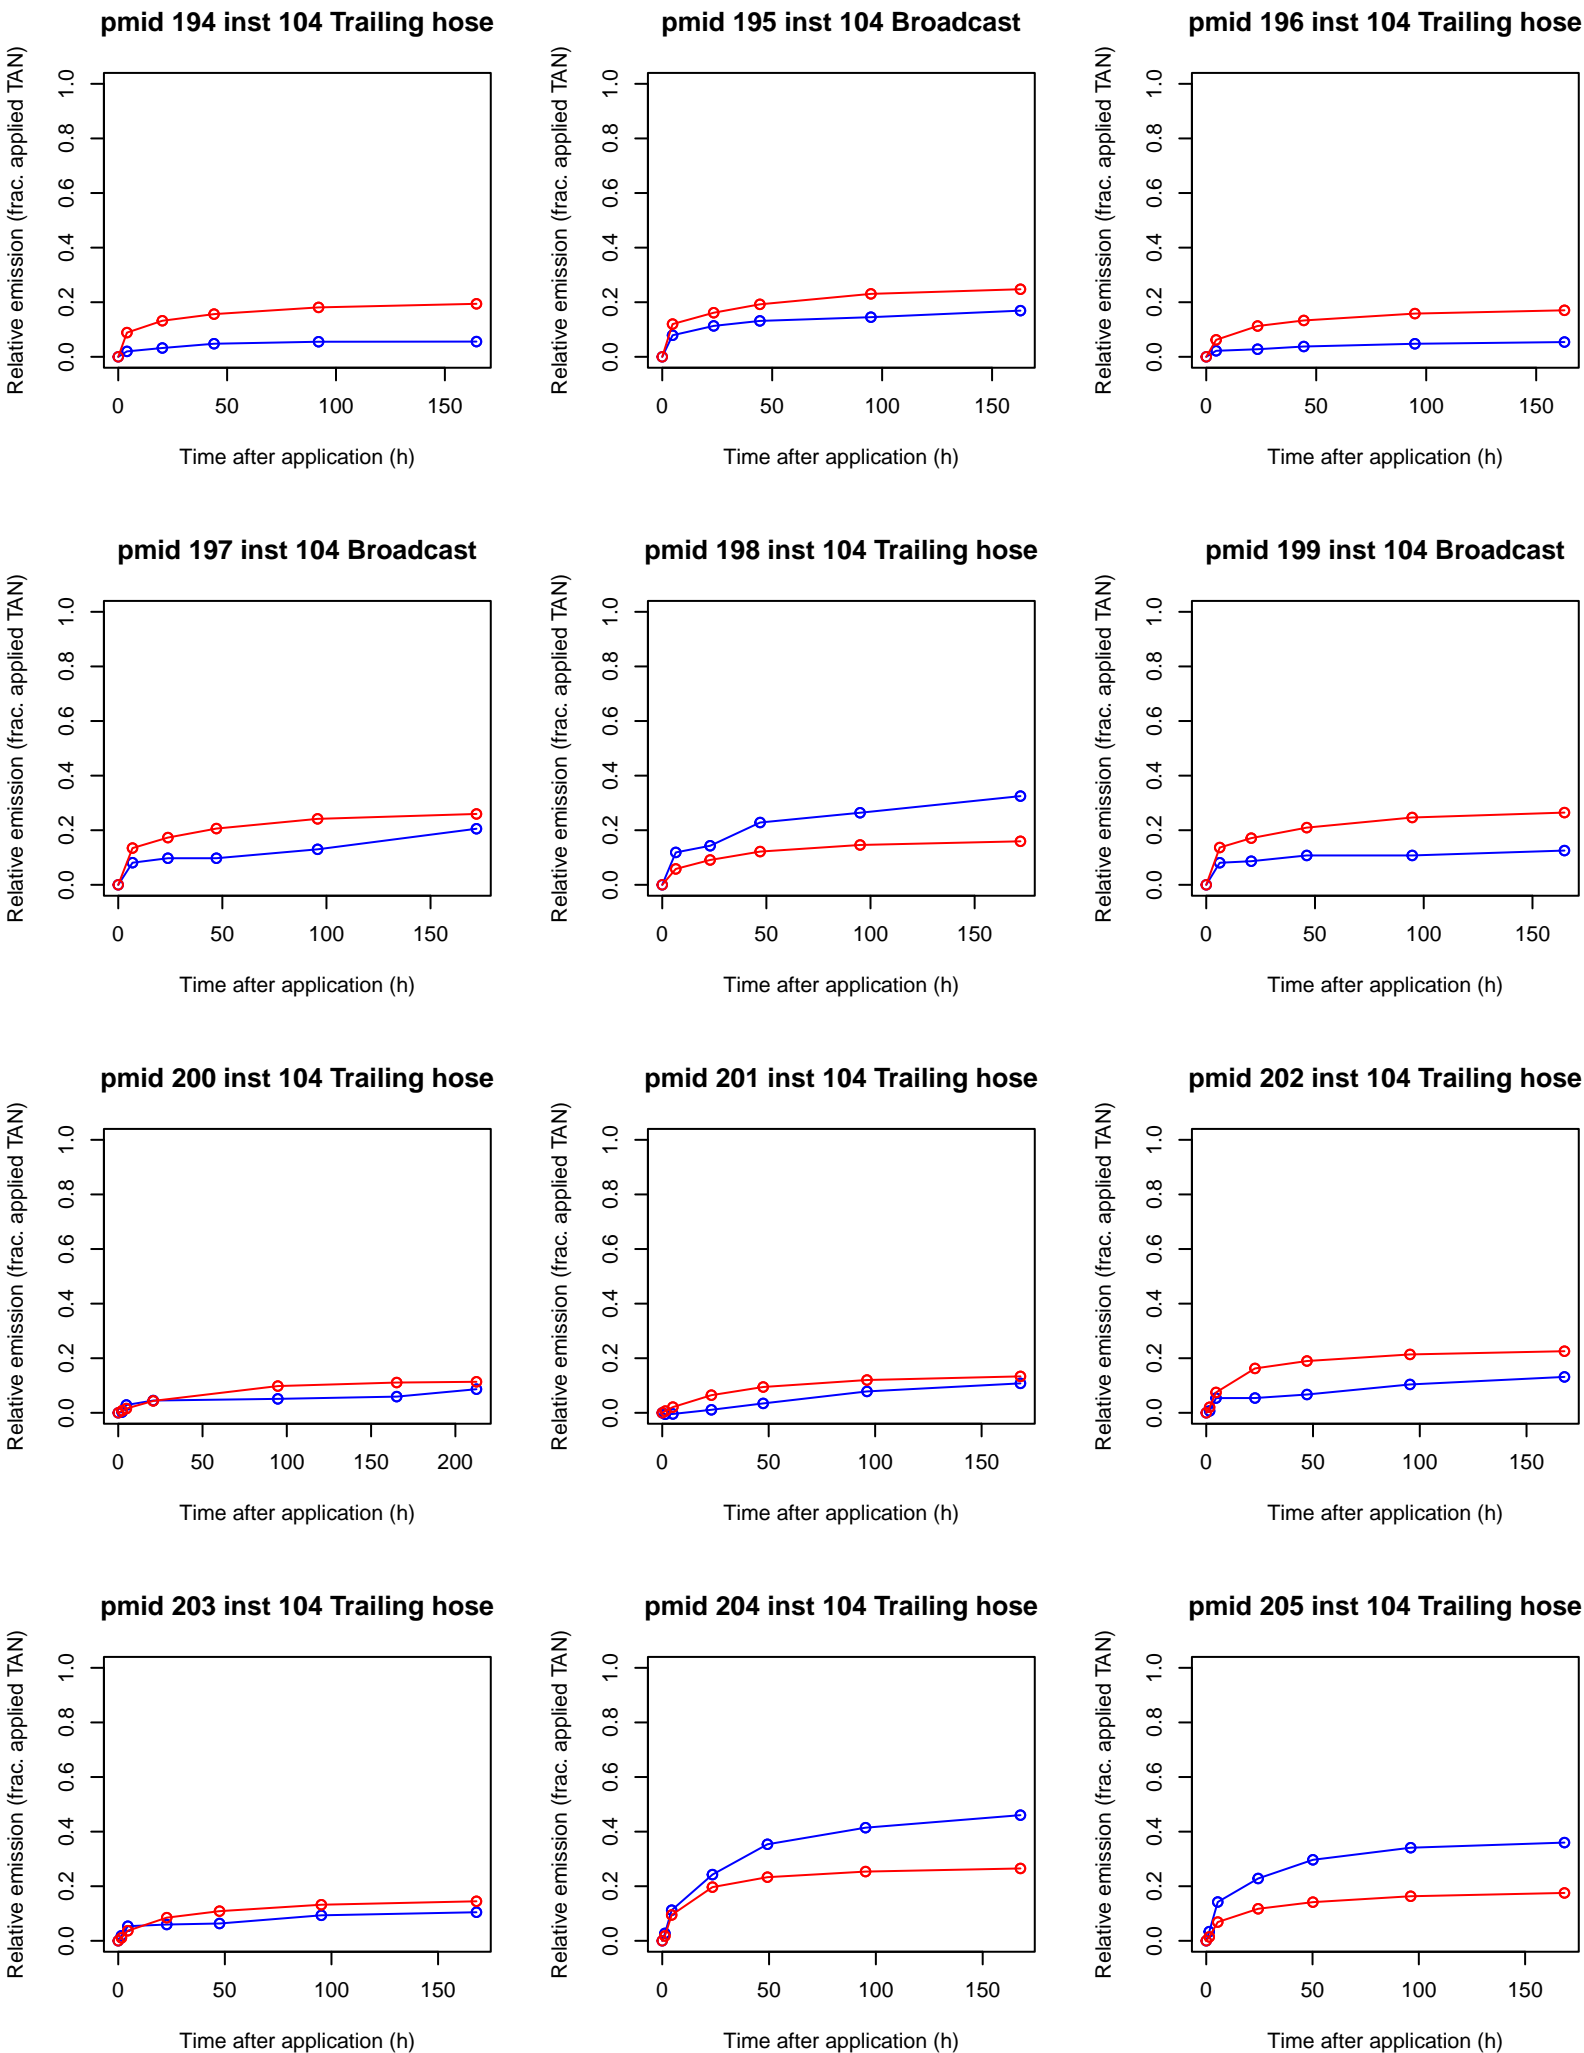 pmid 194 inst 104 Trailing hose
Relative emission (frac. applied TAN)
1.0
0.8
0.6
0.4
0.2
0.0
0 50 100 150
Time after application (h)
pmid 195 inst 104 Broadcast
Relative emission (frac. applied TAN)
1.0
0.8
0.6
0.4
0.2
0.0
0 50 100 150
Time after application (h)
pmid 196 inst 104 Trailing hose
Relative emission (frac. applied TAN)
1.0
0.8
0.6
0.4
0.2
0.0
0 50 100 150
Time after application (h)
pmid 197 inst 104 Broadcast
Relative emission (frac. applied TAN)
1.0
0.8
0.6
0.4
0.2
0.0
0 50 100 150
Time after application (h)
pmid 198 inst 104 Trailing hose
Relative emission (frac. applied TAN)
1.0
0.8
0.6
0.4
0.2
0.0
0 50 100 150
Time after application (h)
pmid 199 inst 104 Broadcast
Relative emission (frac. applied TAN)
1.0
0.8
0.6
0.4
0.2
0.0
0 50 100 150
Time after application (h)
pmid 200 inst 104 Trailing hose
Relative emission (frac. applied TAN)
1.0
0.8
0.6
0.4
0.2
0.0
0 50 100 150 200
Time after application (h)
pmid 201 inst 104 Trailing hose
Relative emission (frac. applied TAN)
1.0
0.8
0.6
0.4
0.2
0.0
0 50 100 150
Time after application (h)
pmid 202 inst 104 Trailing hose
Relative emission (frac. applied TAN)
1.0
0.8
0.6
0.4
0.2
0.0
0 50 100 150
Time after application (h)
pmid 203 inst 104 Trailing hose
Relative emission (frac. applied TAN)
1.0
0.8
0.6
0.4
0.2
0.0
0 50 100 150
Time after application (h)
pmid 204 inst 104 Trailing hose
Relative emission (frac. applied TAN)
1.0
0.8
0.6
0.4
0.2
0.0
0 50 100 150
Time after application (h)
pmid 205 inst 104 Trailing hose
Relative emission (frac. applied TAN)
1.0
0.8
0.6
0.4
0.2
0.0
0 50 100 150
Time after application (h)